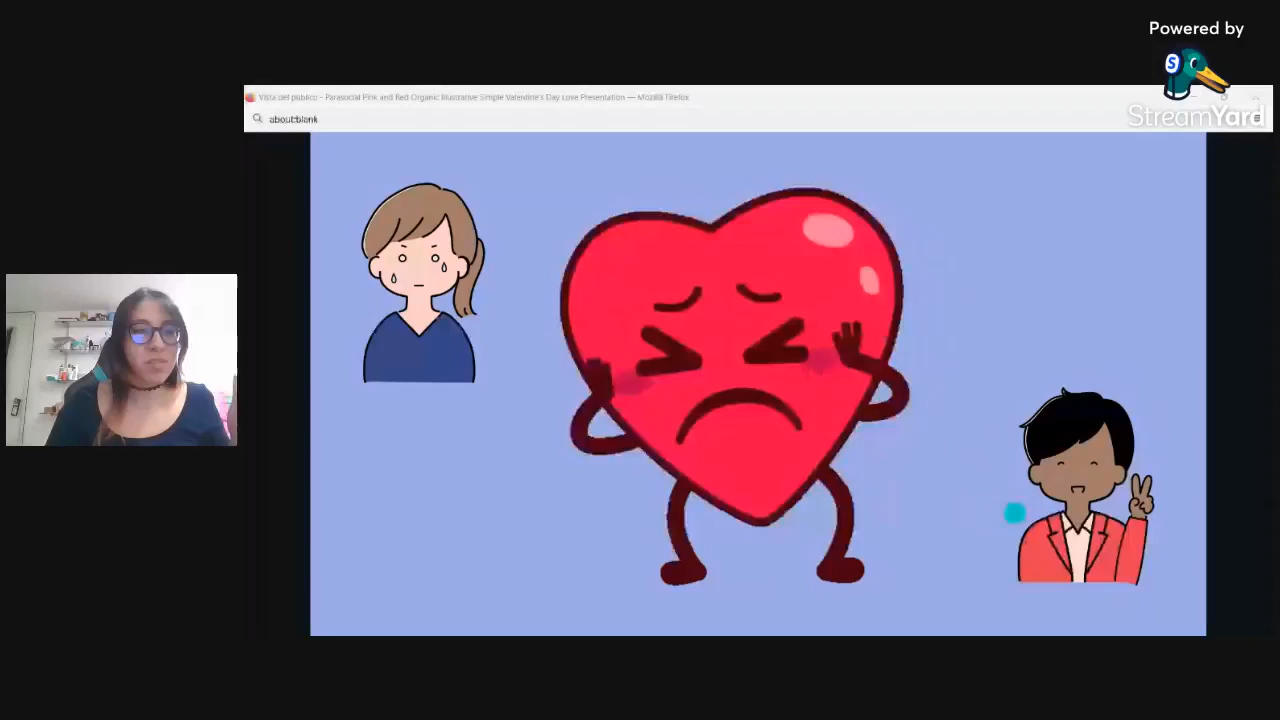 Powered by
S
StreamYard
Vista del público - Parasocial Pink and Red Organic Illustrative Simple Valentine's Day Love Presentation — Mozilla Firefox
about:blank